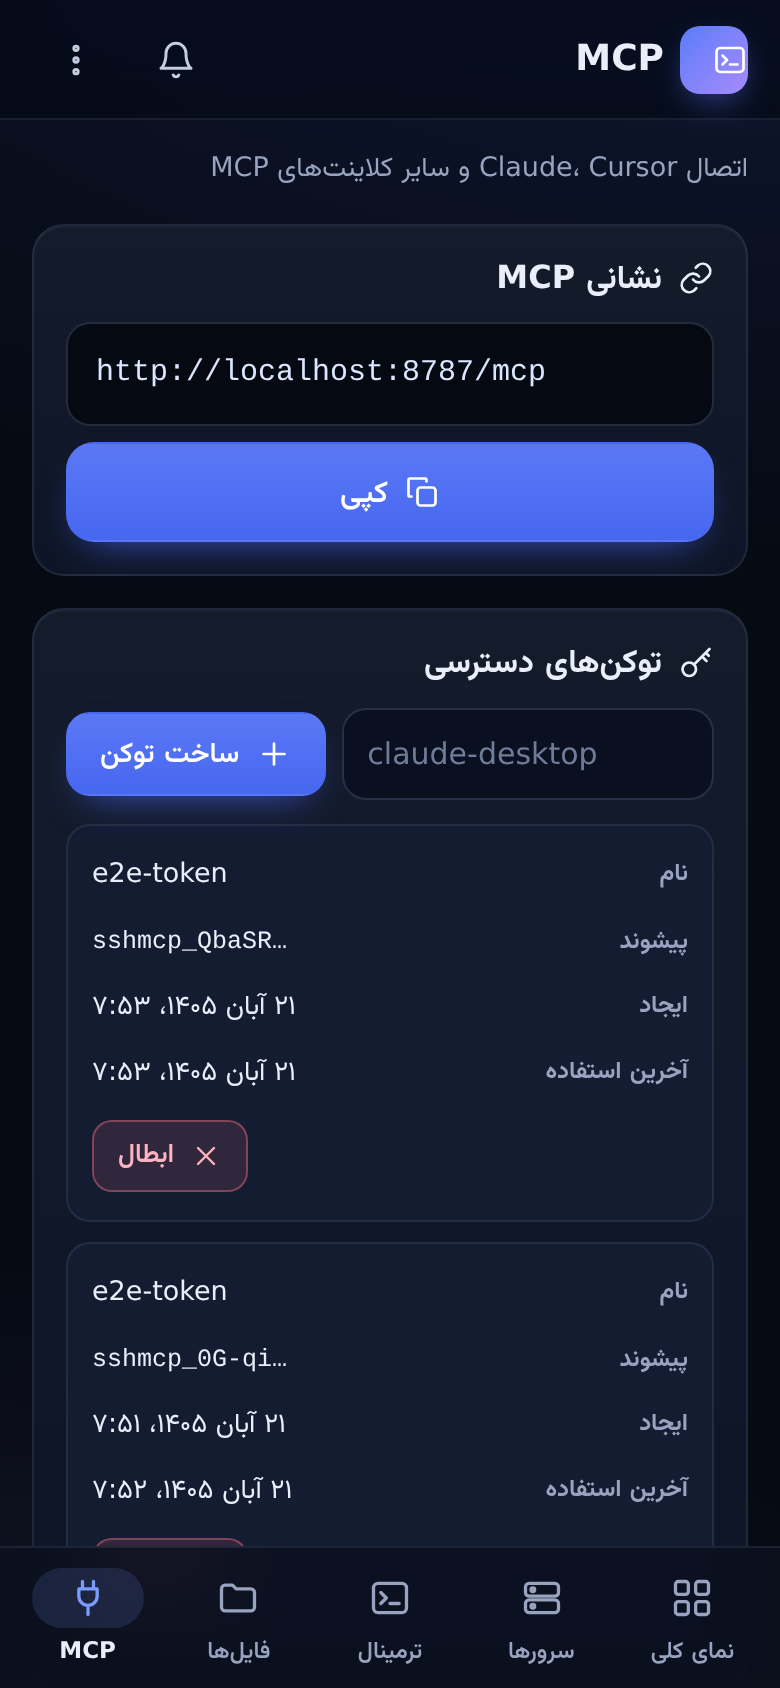 MCP
اتصال Claude، Cursor و سایر کلاینت‌های MCP
نشانی MCP
http://localhost:8787/mcp
کپی
توکن‌های دسترسی
claude-desktop
ساخت توکن
نام e2e-token
پیشوند sshmcp_QbaSR…
ایجاد ۲۱ آبان ۱۴۰۵، ۷:۵۳
آخرین استفاده ۲۱ آبان ۱۴۰۵، ۷:۵۳
ابطال
نام e2e-token
پیشوند sshmcp_0G-qi…
ایجاد ۲۱ آبان ۱۴۰۵، ۷:۵۱
آخرین استفاده ۲۱ آبان ۱۴۰۵، ۷:۵۲
نمای کلی
سرورها
ترمینال
فایل‌ها
MCP